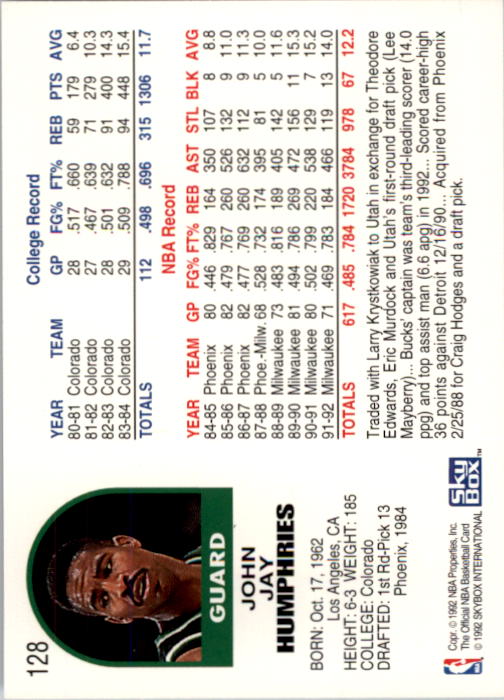 128
GUARD
JOHN
JAY
HUMPHRIES
BORN: Oct. 17, 1962
Los Angeles, CA
HEIGHT: 6-3 WEIGHT: 185
COLLEGE: Colorado
DRAFTED: 1st Rd-Pick 13
Phoenix, 1984
Copr. © 1992 NBA Properties, Inc.
The Official NBA Basketball Card
© 1992 SKYBOX INTERNATIONAL
NBA
SKY BOX™
College Record
YEAR TEAM GP FG% FT% REB PTS AVG
80-81 Colorado 28 .517 .660 59 179 6.4
81-82 Colorado 27 .467 .639 71 279 10.3
82-83 Colorado 28 .501 .632 91 400 14.3
83-84 Colorado 29 .509 .788 94 448 15.4
TOTALS 112 .498 .696 315 1306 11.7
NBA Record
YEAR TEAM GP FG% FT% REB AST STL BLK AVG
84-85 Phoenix 80 .446 .829 164 350 107 8 8.8
85-86 Phoenix 82 .479 .767 260 526 132 9 11.0
86-87 Phoenix 82 .477 .769 260 632 112 9 11.3
87-88 Phoe.-Milw. 68 .528 .732 174 395 81 5 10.0
88-89 Milwaukee 73 .483 .816 189 405 142 5 11.6
89-90 Milwaukee 81 .494 .786 269 472 156 11 15.3
90-91 Milwaukee 80 .502 .799 220 538 129 7 15.2
91-92 Milwaukee 71 .469 .783 184 466 119 13 14.0
TOTALS 617 .485 .784 1720 3784 978 67 12.2
Traded with Larry Krystkowiak to Utah in exchange for Theodore
Edwards, Eric Murdock and Utah's first-round draft pick (Lee
Mayberry)... Bucks' captain was team's third-leading scorer (14.0
ppg) and top assist man (6.6 apg) in 1992... Scored career-high
36 points against Detroit 12/16/90... Acquired from Phoenix
2/25/88 for Craig Hodges and a draft pick.